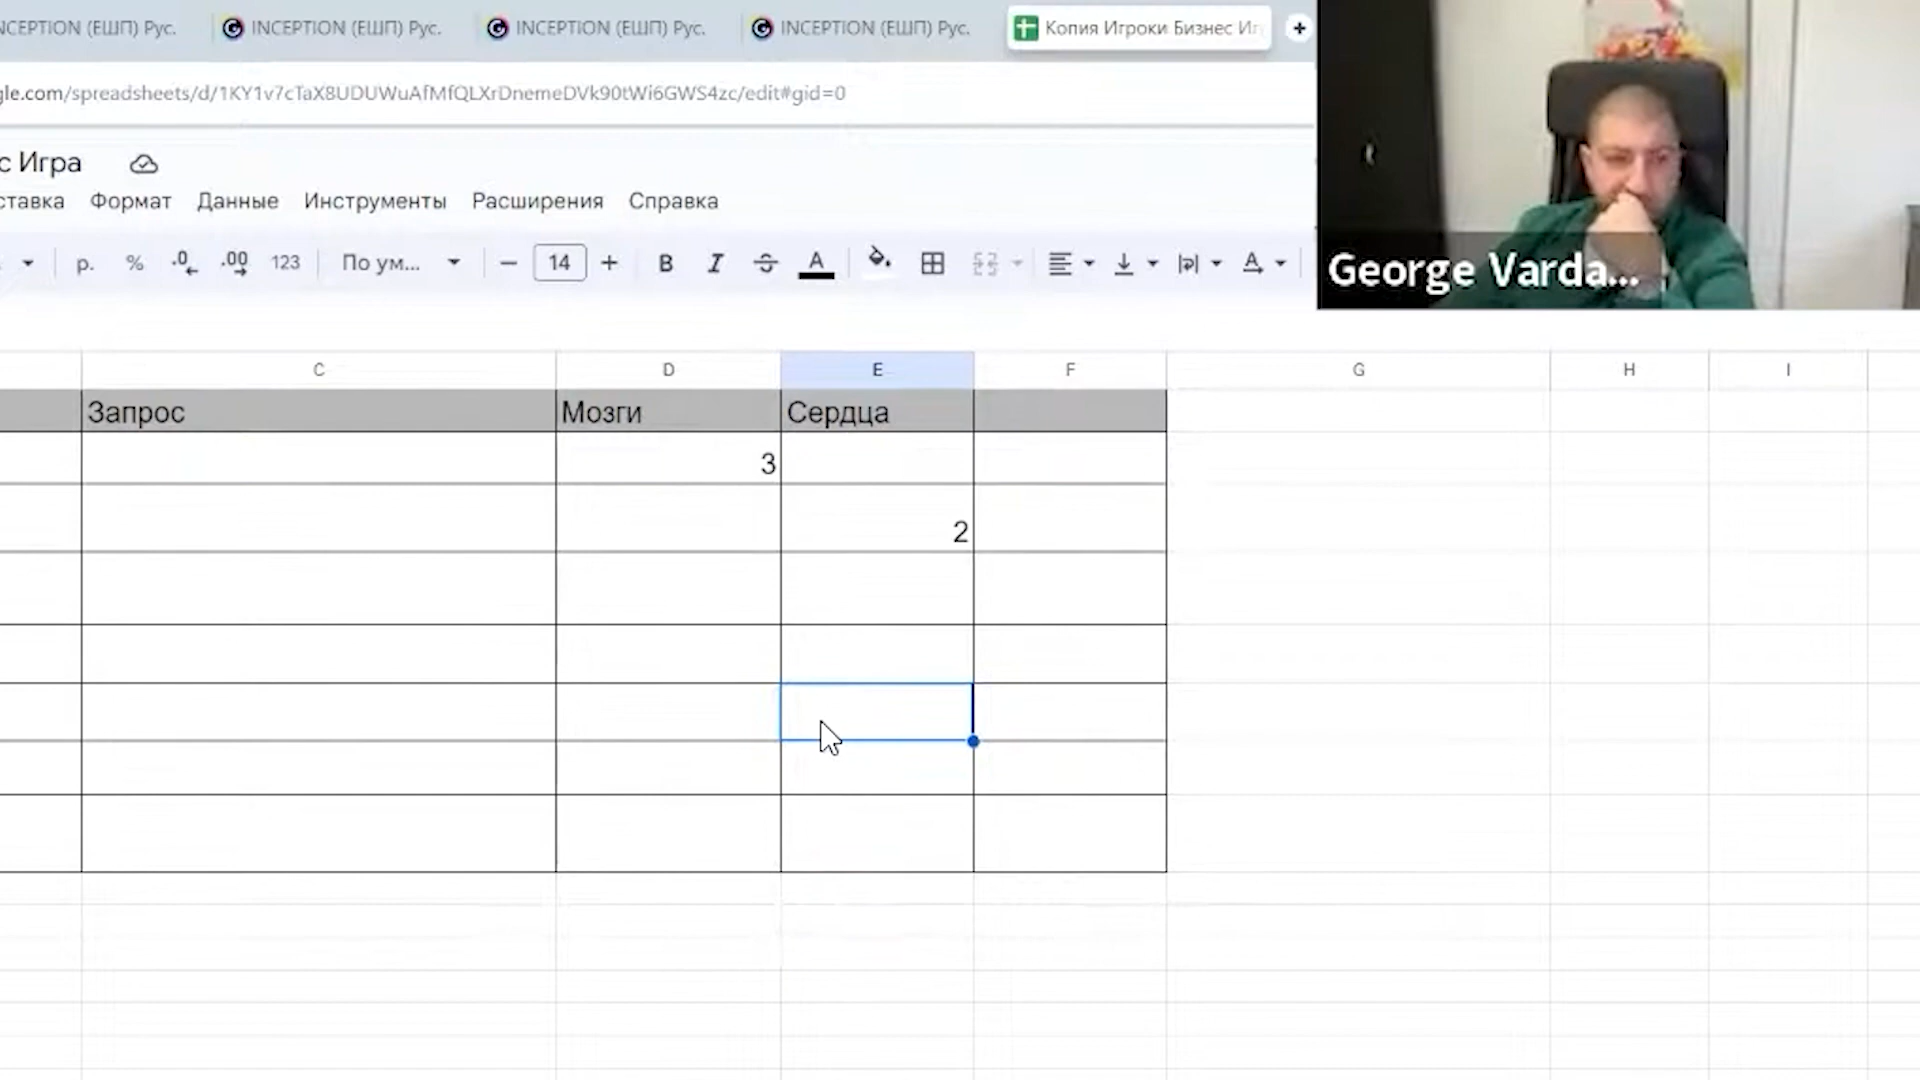 NCEPTION (ЕШП) Рус. INCEPTION (ЕШП) Рус. INCEPTION (ЕШП) Рус. INCEPTION (ЕШП) Рус. Копия Игроки Бизнес Иг
gle.com/spreadsheets/d/1KY1v7cTaX8UDUWuAfMfQLXrDnemeDVk90tWi6GWS4zc/edit#gid=0
с Игра
ставка Формат Данные Инструменты Расширения Справка
р. % .0 .00 123 По ум... 14 B I A A
George Varda...
C D E F G H I
Запрос Мозги Сердца
3
2